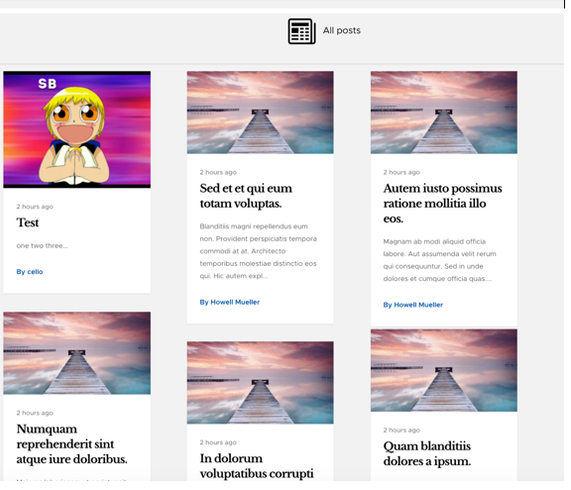 All posts
SB
2 hours ago
Test
one two three...
By cello
2 hours ago
Sed et et qui eum
totam voluptas.
Blanditiis magni repellendus eum
non. Provident perspiciatis tempora
commodi at at. Architecto
temporibus molestiae distinctio eos
qui. Hic autem expl...
By Howell Mueller
2 hours ago
Autem iusto possimus
ratione mollitia illo
eos.
Magnam ab modi aliquid officia
labore. Aut assumenda velit rerum
qui consequuntur. Sed in unde
dolores et cumque officia quas....
By Howell Mueller
2 hours ago
Numquam
reprehenderit sint
atque iure doloribus.
2 hours ago
In dolorum
voluptatibus corrupti
2 hours ago
Quam blanditiis
dolores a ipsum.